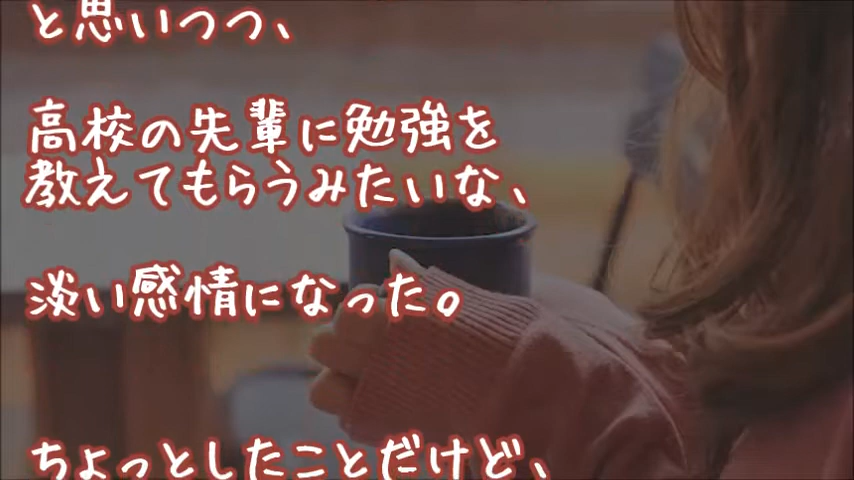 と思いつつ、
高校の先輩に勉強を
教えてもらうみたいな、
淡い感情になった。
ちょっとしたことだけど、